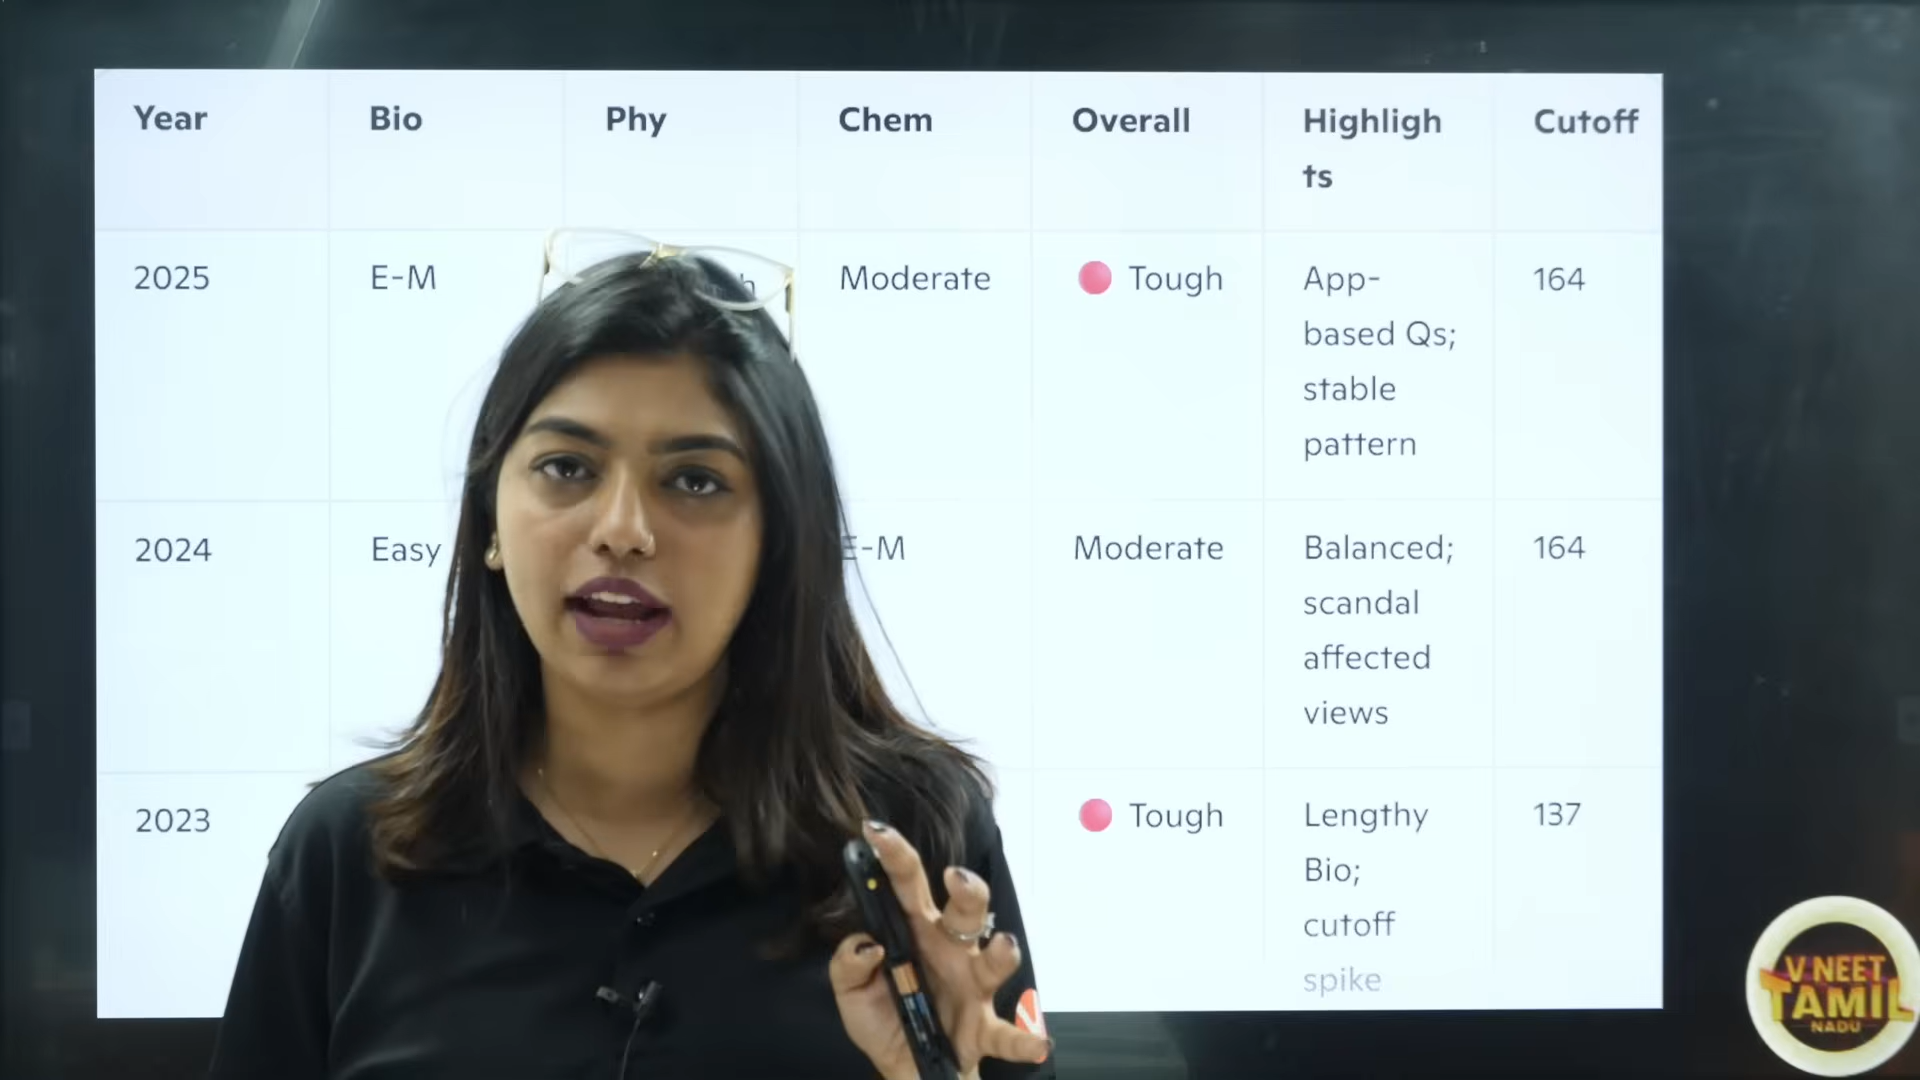 Year Bio Phy Chem Overall Highligh Cutoff
ts
2025 E-M Moderate Tough App- 164
based Qs;
stable
pattern
2024 Easy E-M Moderate Balanced; 164
scandal
affected
views
2023 Tough Lengthy 137
Bio;
cutoff
spike
V NEET
TAMIL
NADU